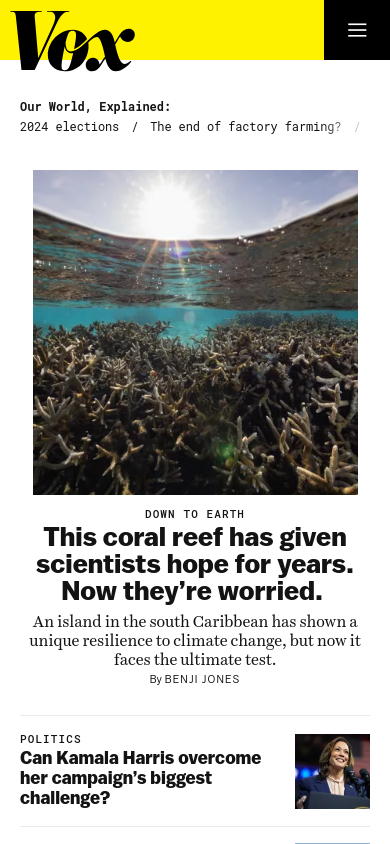 Vox
Our World, Explained:
2024 elections / The end of factory farming? /
DOWN TO EARTH
This coral reef has given
scientists hope for years.
Now they’re worried.
An island in the south Caribbean has shown a
unique resilience to climate change, but now it
faces the ultimate test.
By BENJI JONES
POLITICS
Can Kamala Harris overcome
her campaign’s biggest
challenge?